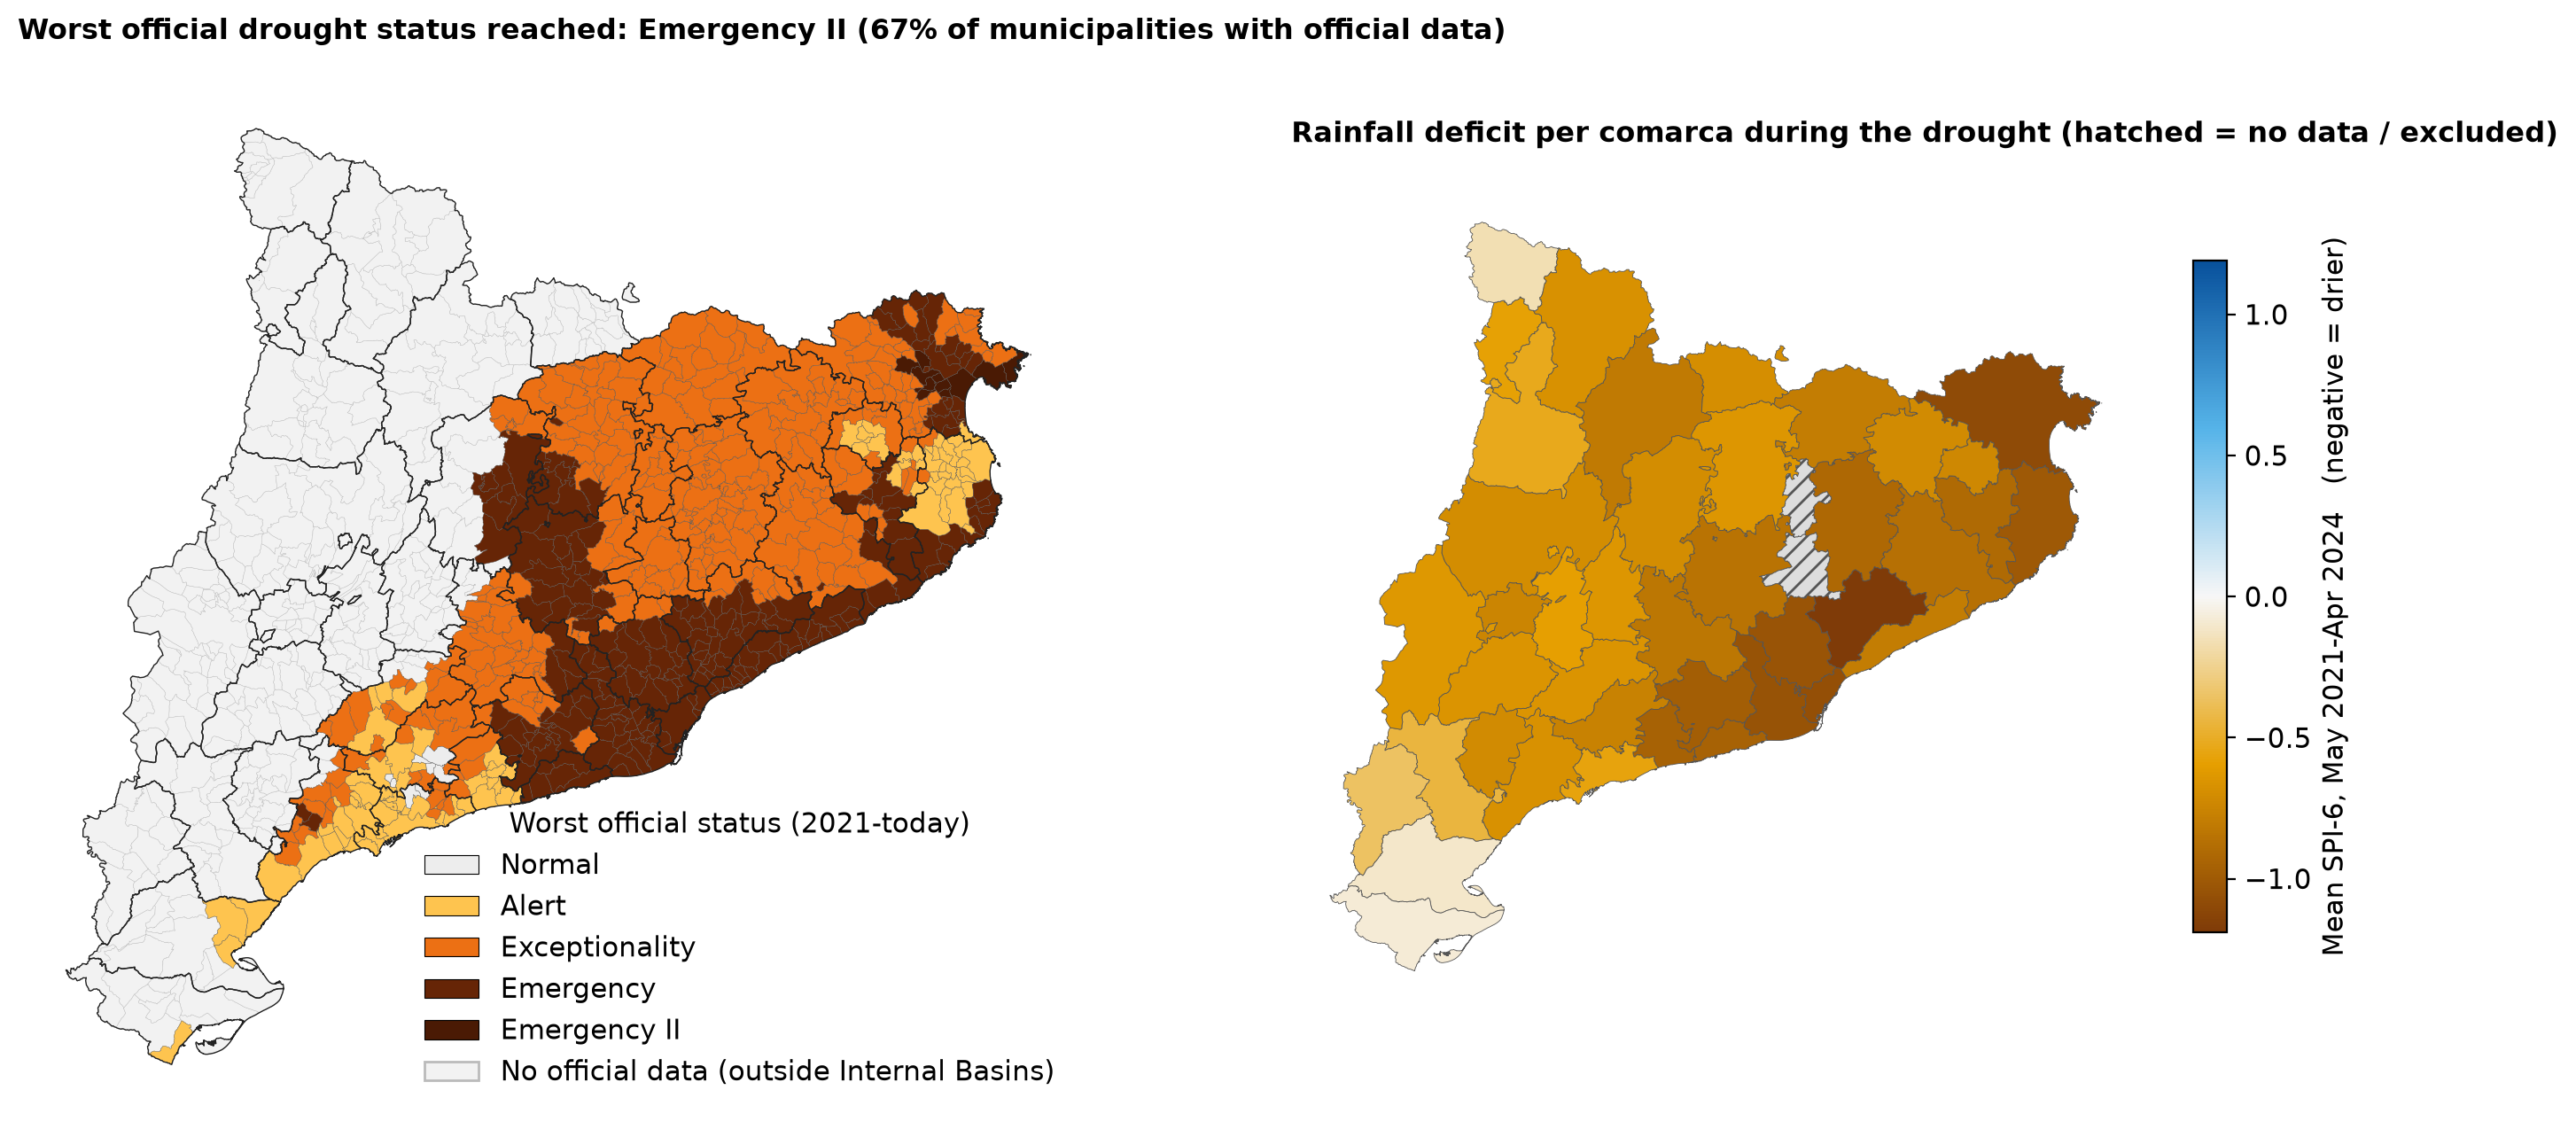 Worst official drought status reached: Emergency II (67% of municipalities with official data)
Rainfall deficit per comarca during the drought (hatched = no data / excluded)
Worst official status (2021-today)
Normal
Alert
Exceptionality
Emergency
Emergency II
No official data (outside Internal Basins)
1.0
0.5
0.0
−0.5
−1.0
Mean SPI-6, May 2021-Apr 2024 (negative = drier)